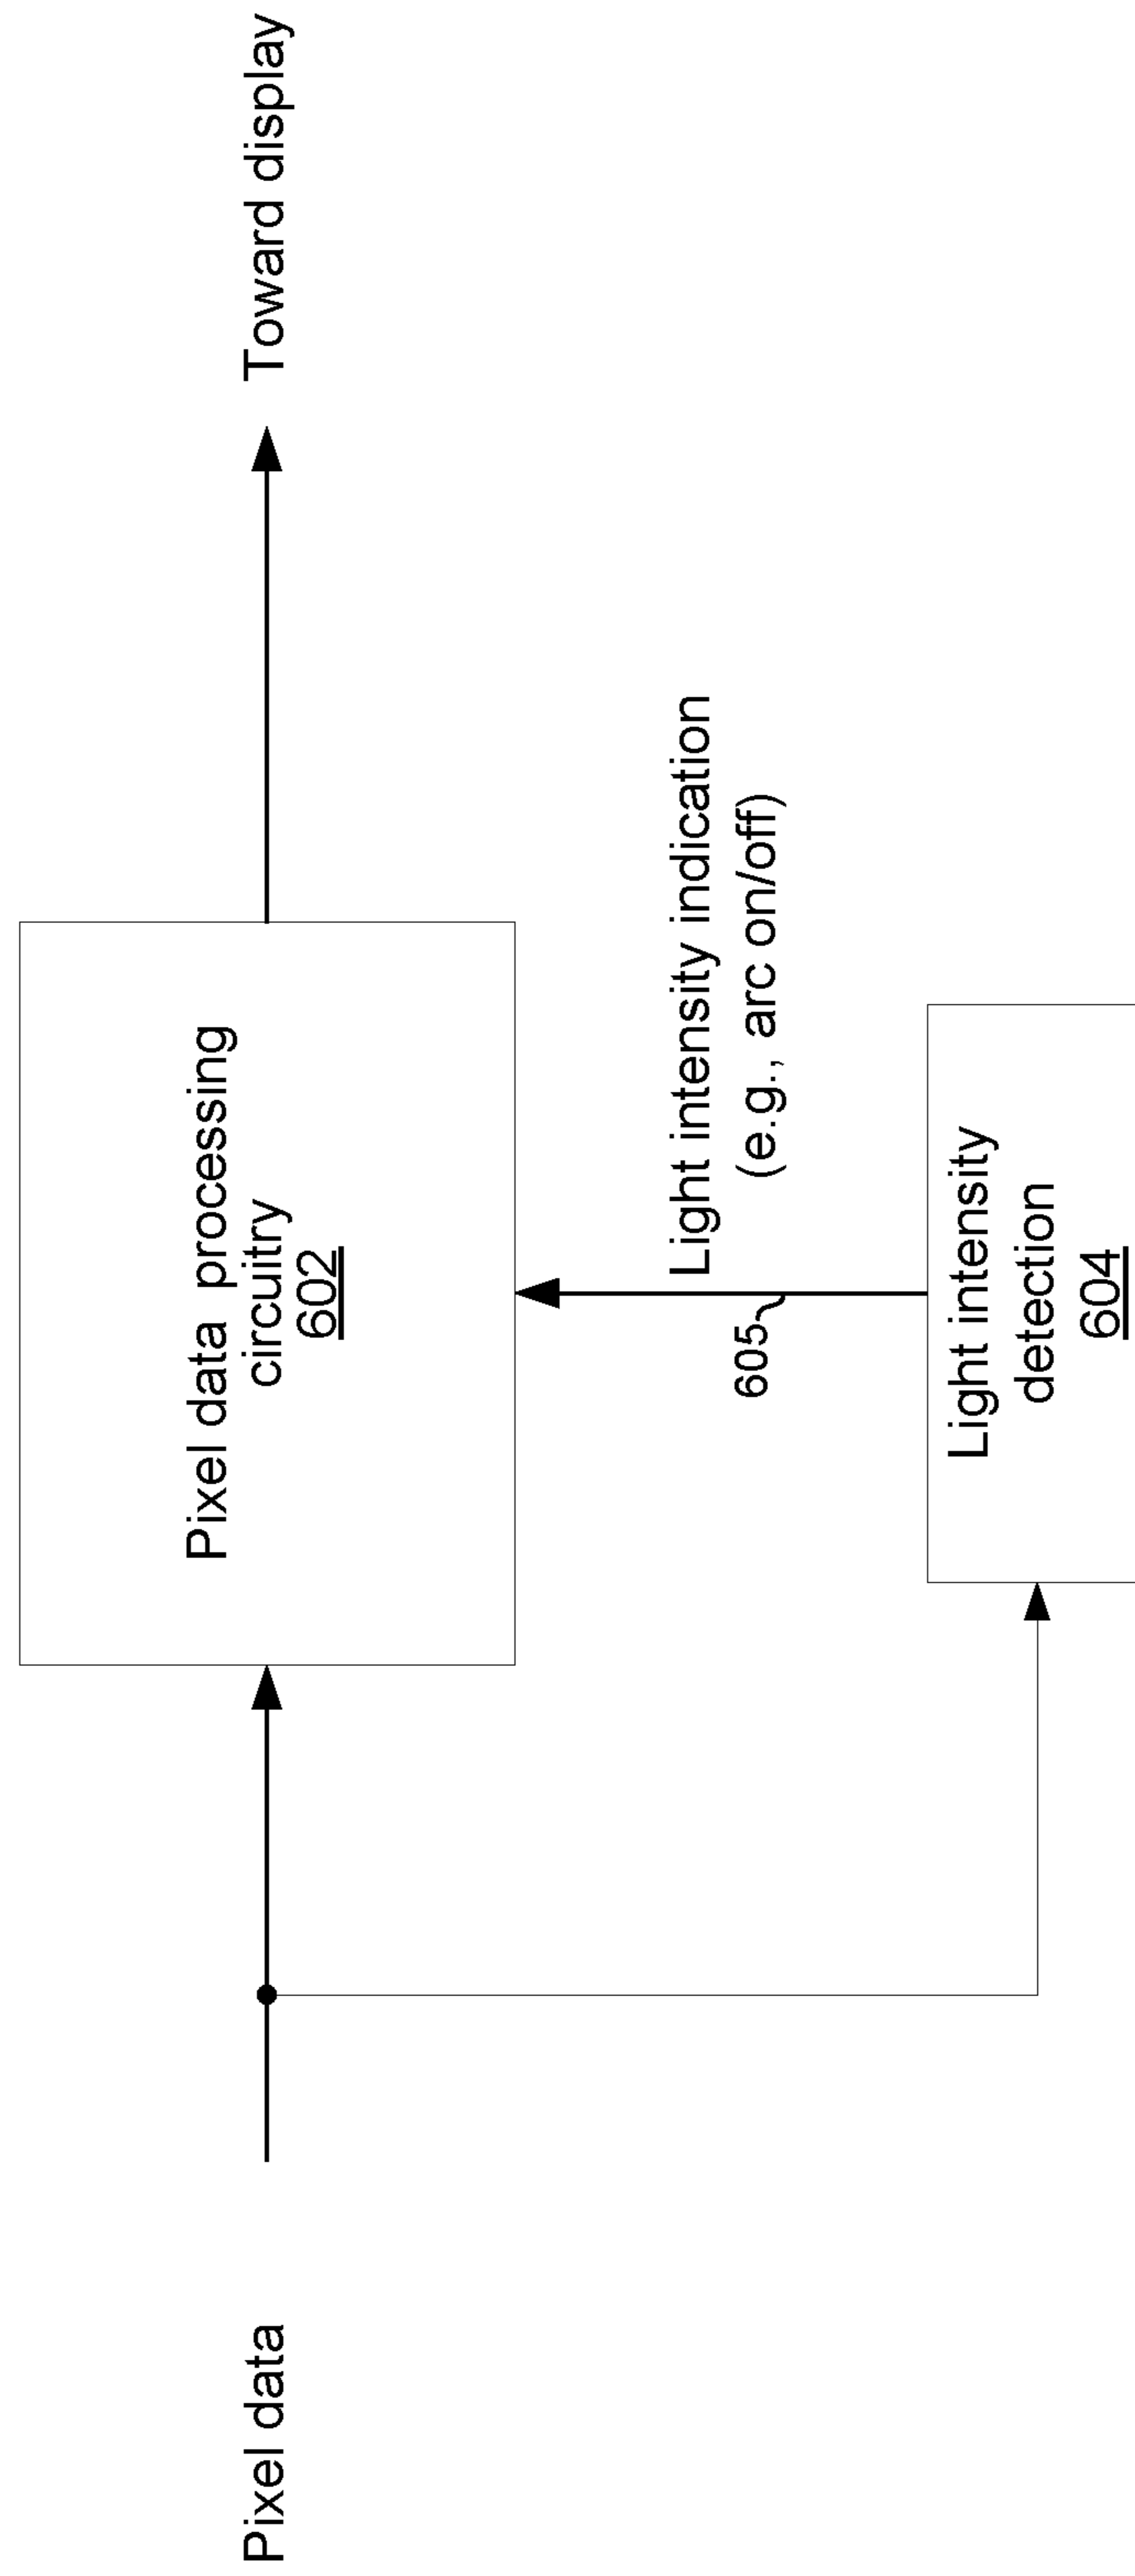 Pixel data
Pixel data processing
circuitry
602
Toward display
605
Light intensity indication
(e.g., arc on/off)
Light intensity
detection
604